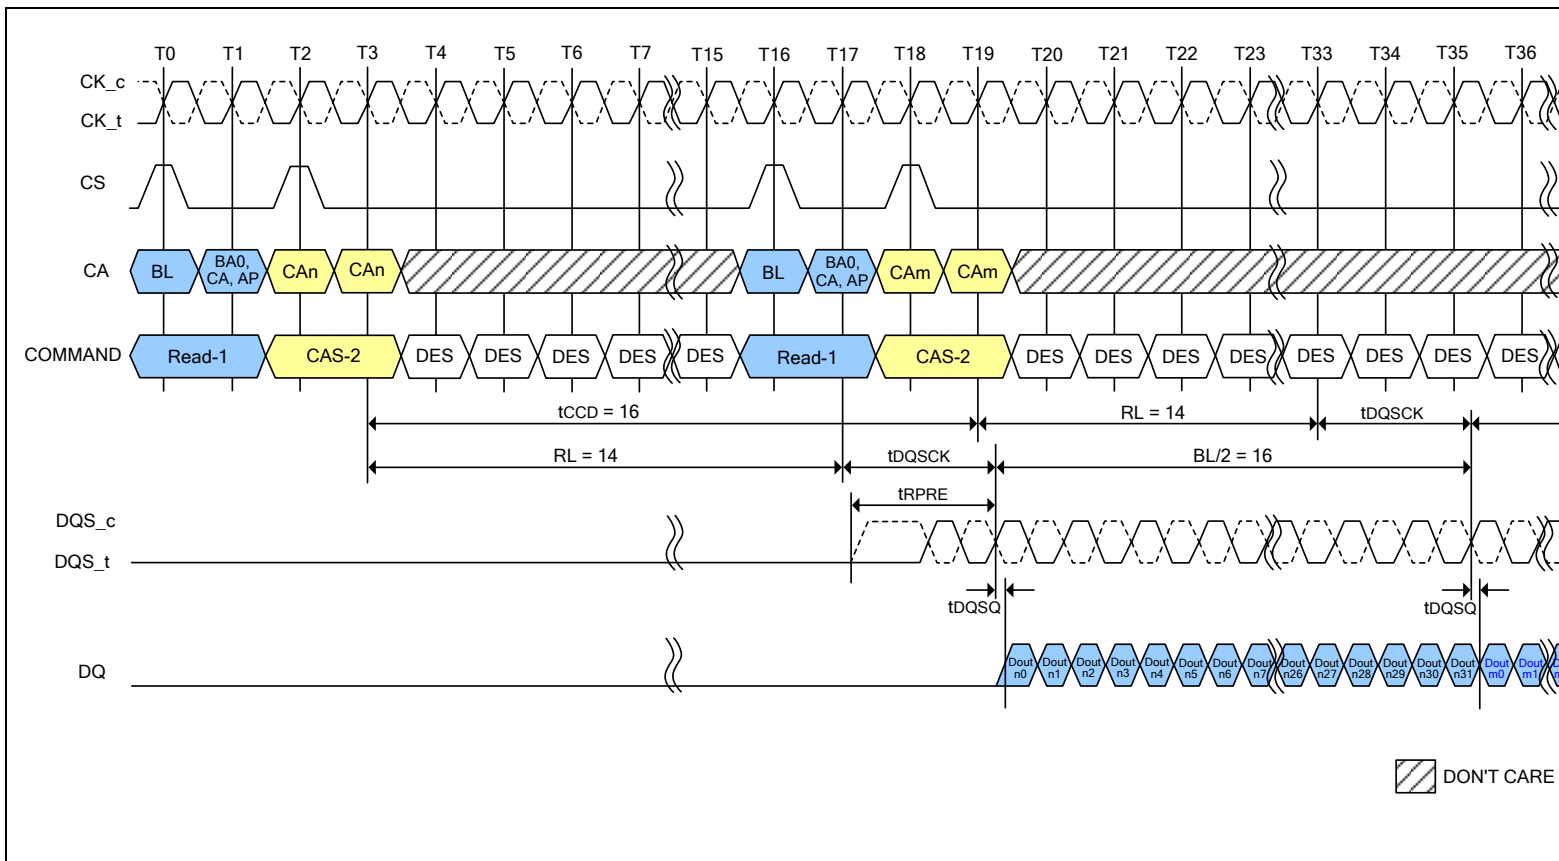 T0 T1 T2 T3 T4 T5 T6 T7 T15 T16 T17 T18 T19 T20 T21 T22 T23 T33 T34 T35 T36
CK_c
CK_t
CS
CA BL BA0, CA, AP CAn CAn BL BA0, CA, AP CAm CAm
COMMAND Read-1 CAS-2 DES DES DES DES DES Read-1 CAS-2 DES DES DES DES DES DES DES DES
tCCD = 16 RL = 14 tDQSCK
RL = 14 tDQSCK BL/2 = 16
tRPRE
DQS_c
DQS_t
tDQSQ tDQSQ
DQ Dout n0 Dout n1 Dout n2 Dout n3 Dout n4 Dout n5 Dout n6 Dout n7 Dout n26 Dout n27 Dout n28 Dout n29 Dout n30 Dout n31 Dout m0 Dout m1
DON'T CARE